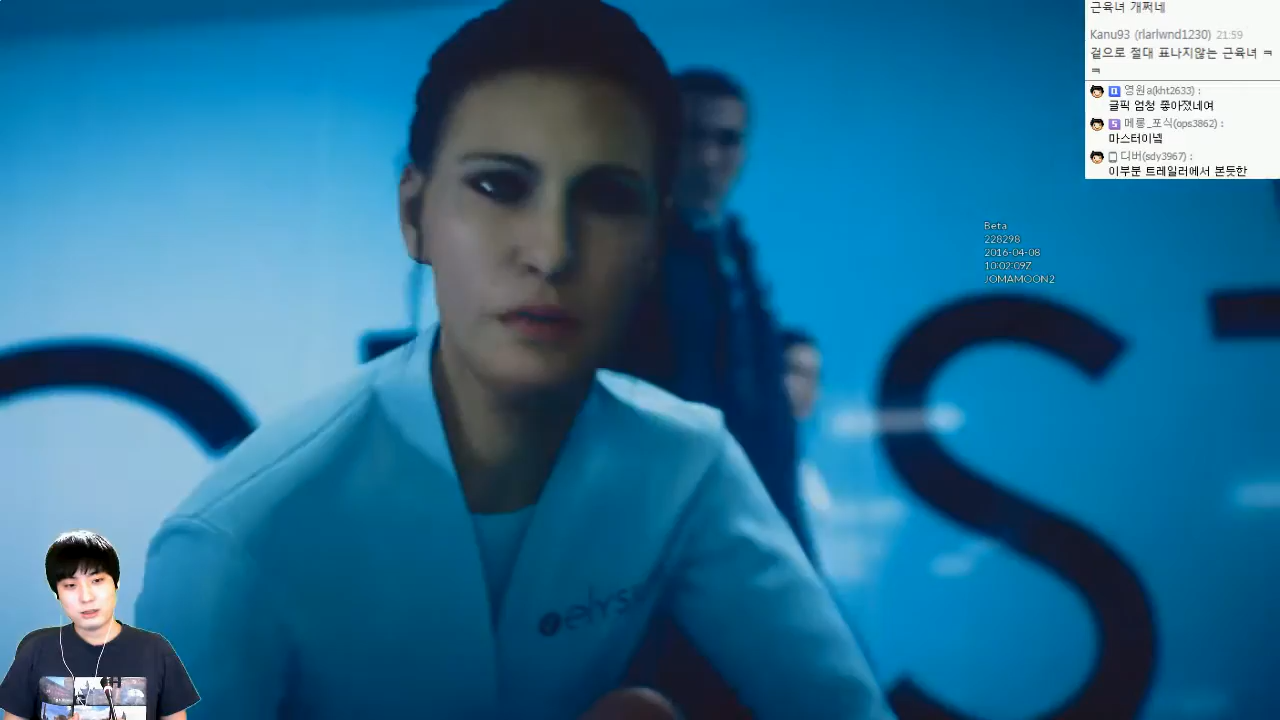 근육녀 개쩌네
Kanu93 (rlarlwnd1230) 21:59
겉으로 절대 표나지않는 근육녀 ㅋ
ㅋ
영원a(kht2633) :
글픽 엄청 좋아졌네여
S 메롱_포식(ops3862) :
마스터이넼
디버(sdy3967) :
이부분 트레일러에서 본듯한
Beta
228298
2016-04-08
10:02:09Z
JOMAMOON2
S